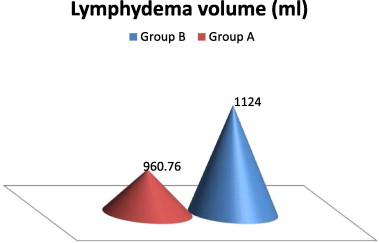 Lymphydema volume (ml)
Group B Group A
1124
960.76